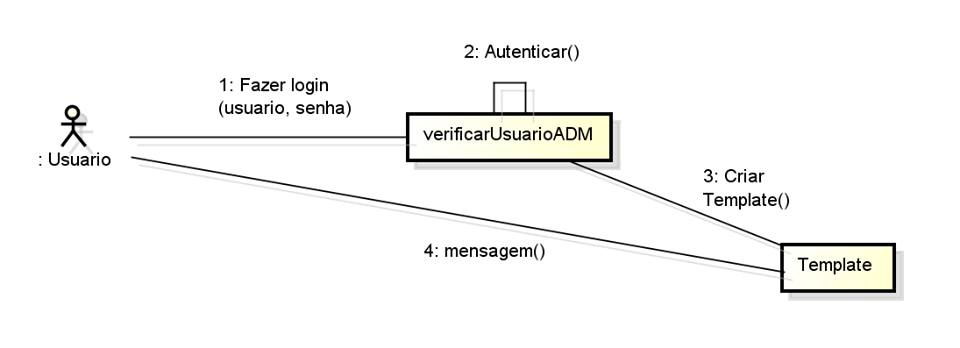 2: Autenticar()
1: Fazer login
(usuario, senha)
verificarUsuarioADM
: Usuario
3: Criar
Template()
4: mensagem()
Template